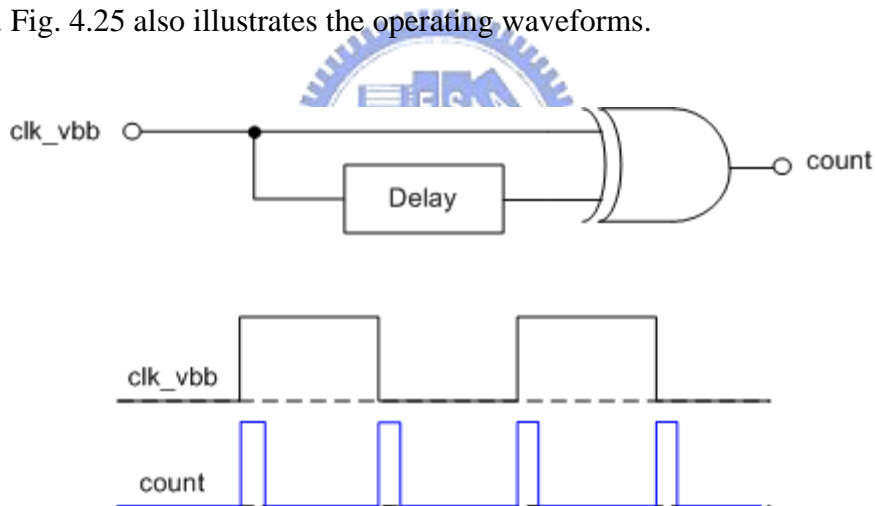 . Fig. 4.25 also illustrates the operating waveforms.
clk_vbb
count
Delay
clk_vbb
count